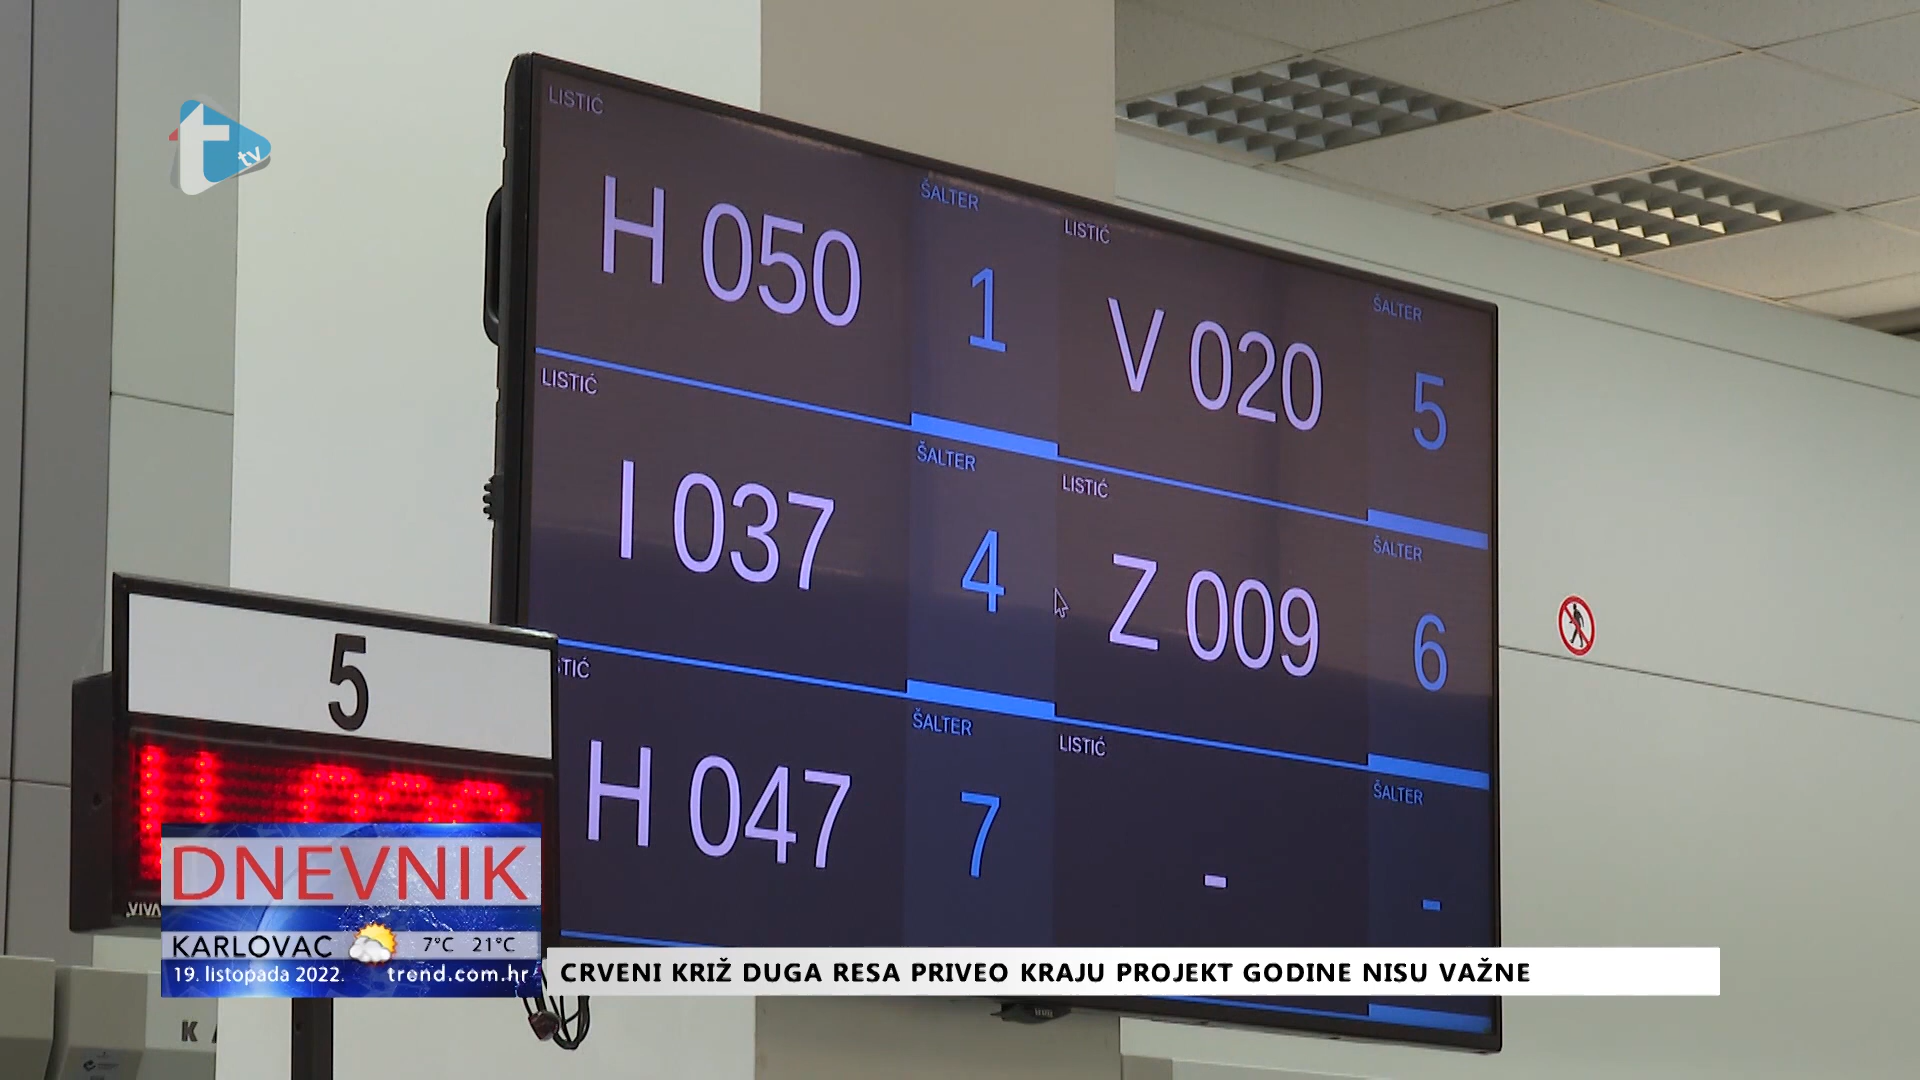 t tv
LISTIĆ
ŠALTER
H 050
1
LISTIĆ
ŠALTER
V 020
5
LISTIĆ
ŠALTER
I 037
4
LISTIĆ
ŠALTER
Z 009
6
ŠALTER
H 047
7
LISTIĆ
ŠALTER
-
-
5
DNEVNIK
KARLOVAC 7°C 21°C
19. listopada 2022. trend.com.hr
CRVENI KRIŽ DUGA RESA PRIVEO KRAJU PROJEKT GODINE NISU VAŽNE